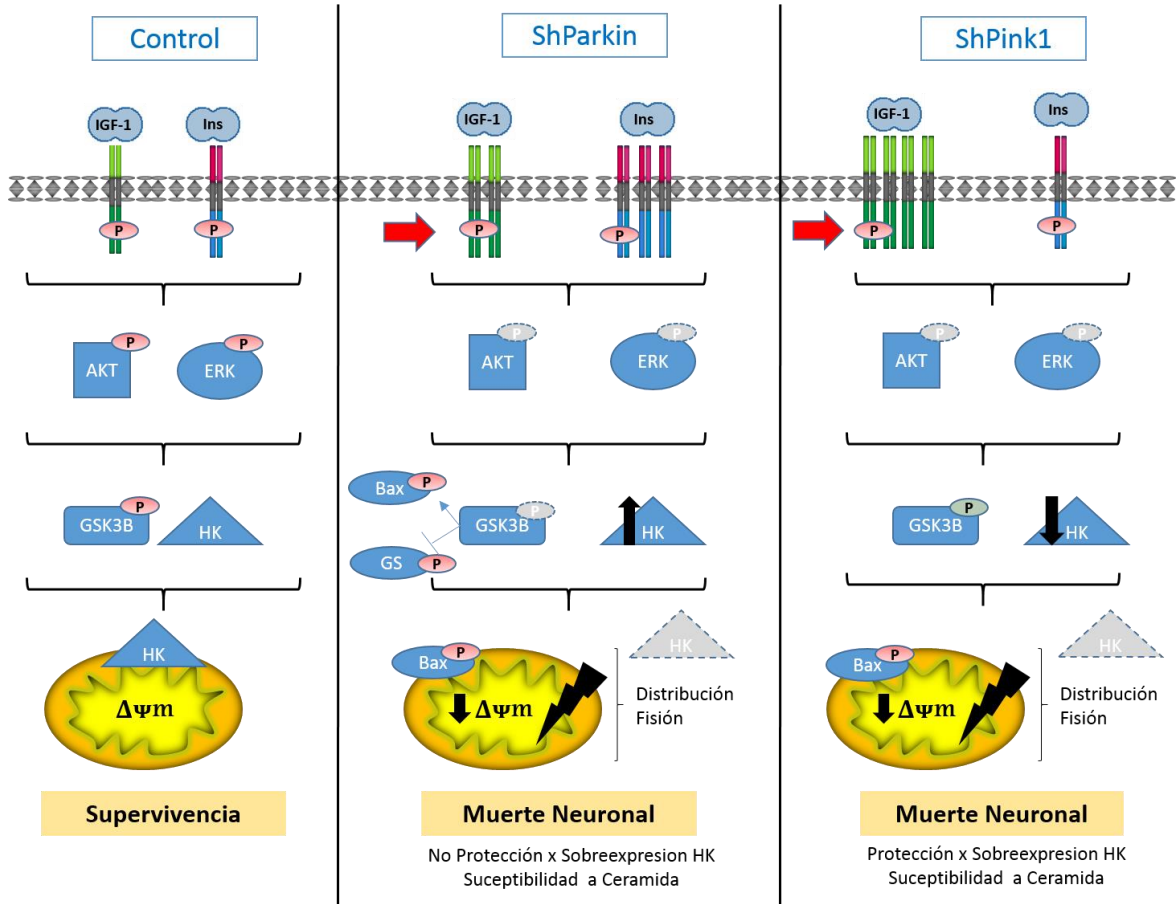 Control
ShParkin
ShPink1
IGF-1
Ins
IGF-1
Ins
IGF-1
Ins
P
P
P
P
P
P
P
P
P
P
P
P
AKT
ERK
AKT
ERK
AKT
ERK
P
P
P
P
P
Bax
GSK3B
HK
GSK3B
HK
GSK3B
HK
GS
P
HK
P
Bax
ΔΨm
HK
P
Bax
HK
ΔΨm
ΔΨm
Distribución
Fisión
Distribución
Fisión
Supervivencia
Muerte Neuronal
Muerte Neuronal
No Protección x Sobreexpresion HK
Suceptibilidad a Ceramida
Protección x Sobreexpresion HK
Suceptibilidad a Ceramida